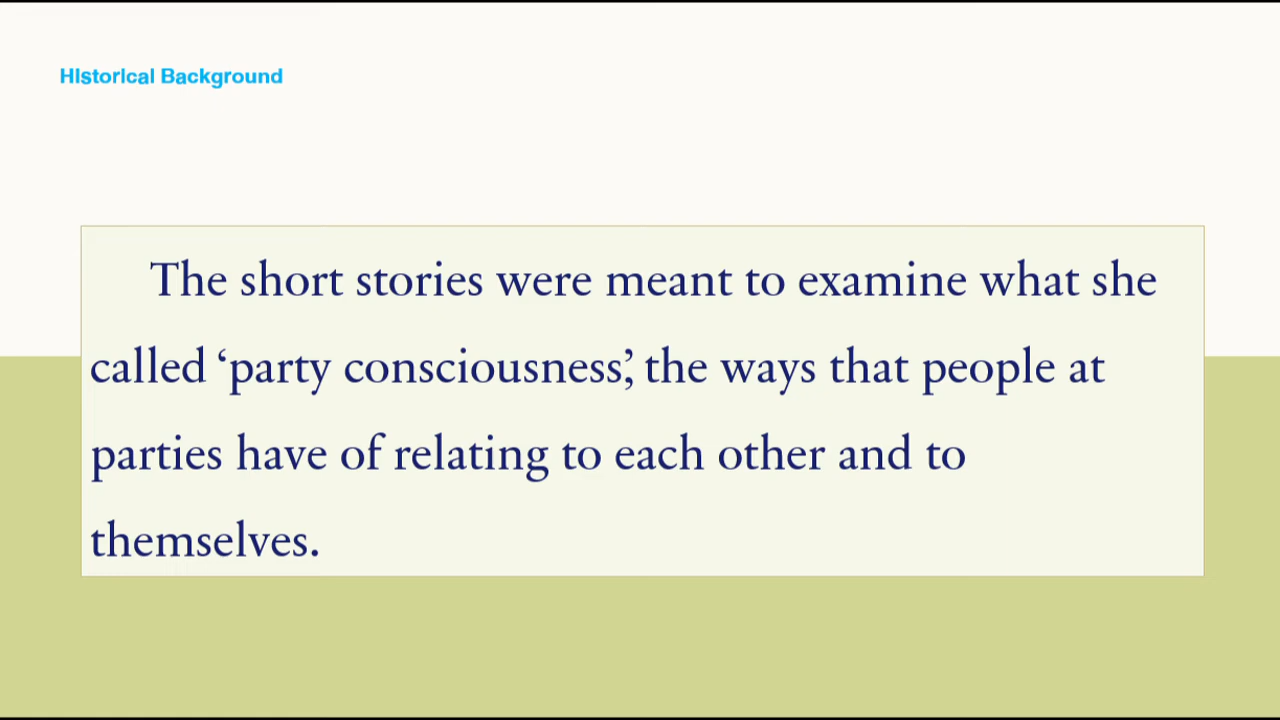 Historical Background
The short stories were meant to examine what she
called ‘party consciousness,’ the ways that people at
parties have of relating to each other and to
themselves.